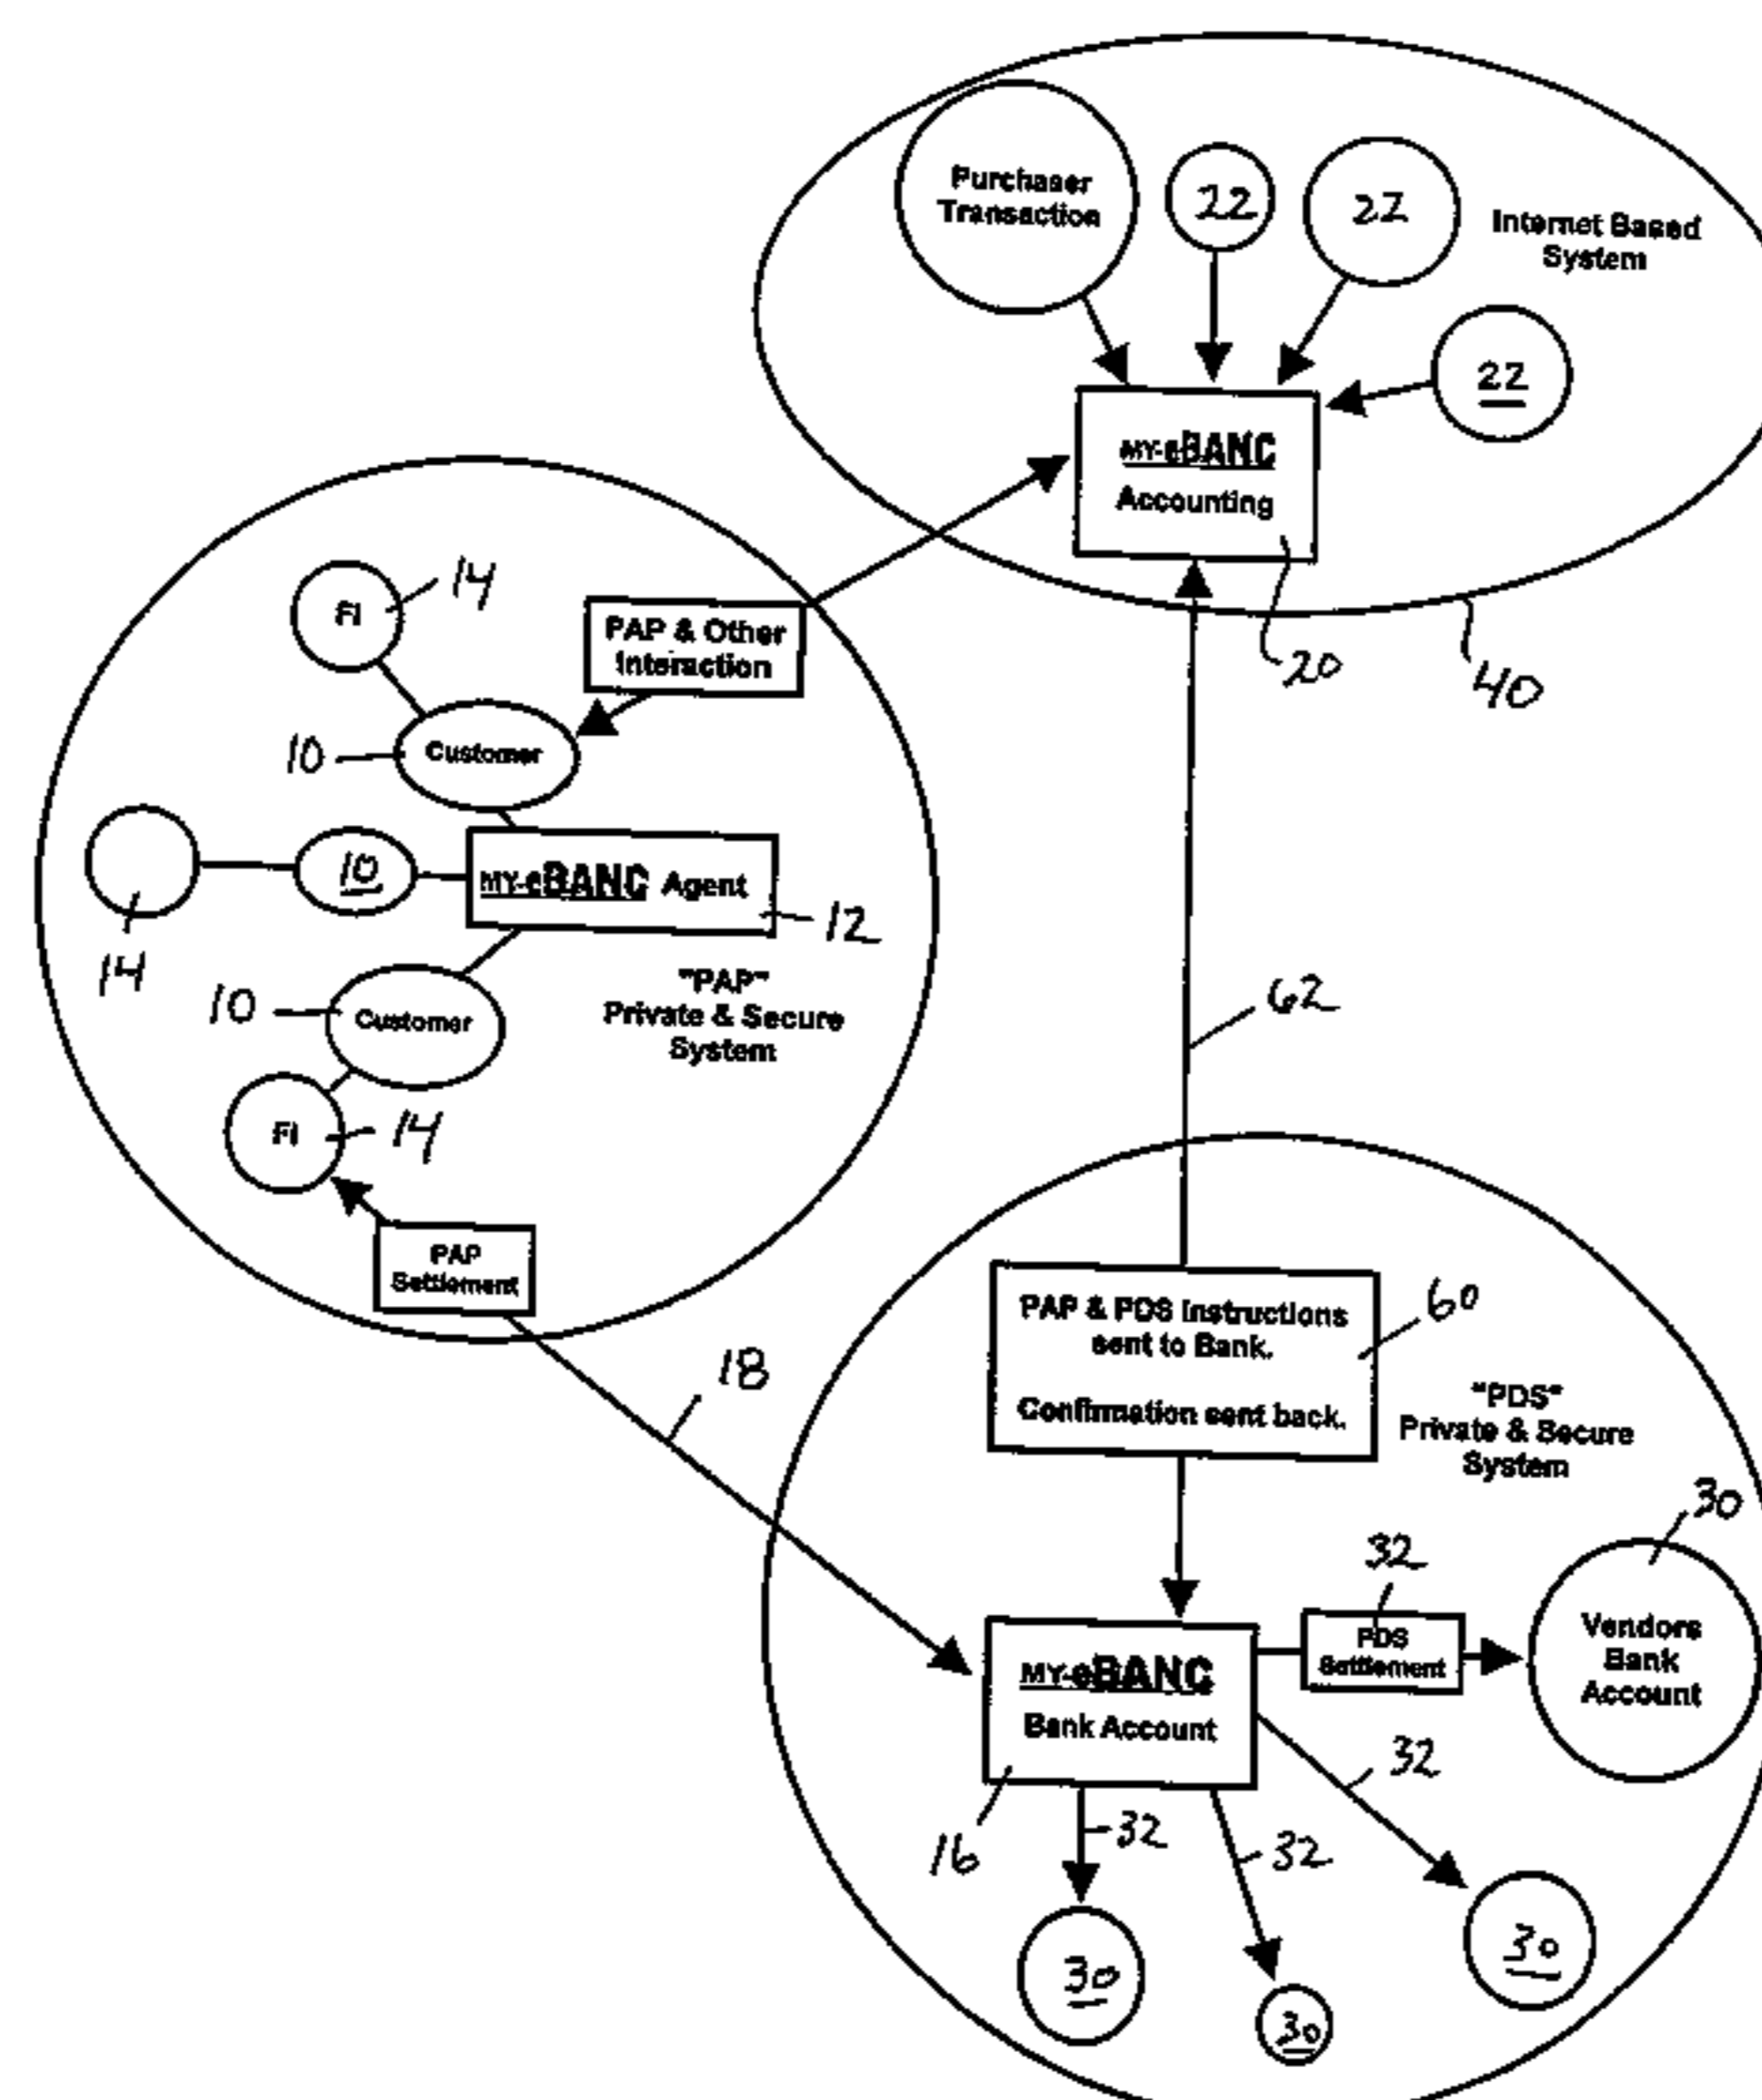 Purchaser
Transaction
22
22
Internet Based
System
22
MY-eBANC
Accounting
20
40
FI
14
PAP & Other
Interaction
10
Customer
14
10
MY-eBANC Agent
12
10
Customer
"PAP"
Private & Secure
System
FI
14
PAP
Settlement
18
62
PAP & PDS Instructions
sent to Bank.
Confirmation sent back.
60
"PDS"
Private & Secure
System
30
32
PDS
Settlement
Vendors
Bank
Account
MY-eBANC
Bank Account
16
32
32
32
30
30
30